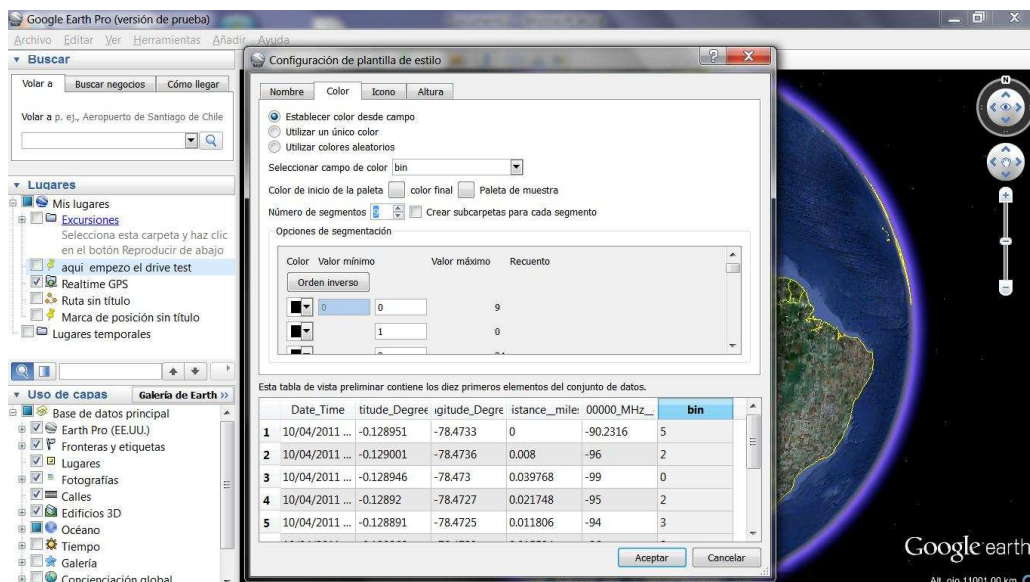 Google Earth Pro (versión de prueba)
Archivo Editar Ver Herramientas Añadir Ayuda
Buscar
Volar a Buscar negocios Cómo llegar
Volar a p. ej., Aeropuerto de Santiago de Chile
Lugares
Mis lugares
Excursiones
Selecciona esta carpeta y haz clic
en el botón Reproducir de abajo
aqui empezo el drive test
Realtime GPS
Ruta sin título
Marca de posición sin título
Lugares temporales
Uso de capas Galería de Earth >>
Base de datos principal
Earth Pro (EE.UU.)
Fronteras y etiquetas
Lugares
Fotografías
Calles
Edificios 3D
Océano
Tiempo
Galería
Concienciación global
Configuración de plantilla de estilo
Nombre Color Icono Altura
Establecer color desde campo
Utilizar un único color
Utilizar colores aleatorios
Seleccionar campo de color bin
Color de inicio de la paleta color final Paleta de muestra
Número de segmentos 9 Crear subcarpetas para cada segmento
Opciones de segmentación
Color Valor mínimo Valor máximo Recuento
Orden inverso
0 0 9
1 0
Esta tabla de vista preliminar contiene los diez primeros elementos del conjunto de datos.
Date_Time titude_Degree igitude_Degre istance__mile: 00000_MHz__ bin
1 10/04/2011 ... -0.128951 -78.4733 0 -90.2316 5
2 10/04/2011 ... -0.129001 -78.4736 0.008 -96 2
3 10/04/2011 ... -0.128946 -78.473 0.039768 -99 0
4 10/04/2011 ... -0.12892 -78.4727 0.021748 -95 2
5 10/04/2011 ... -0.128891 -78.4725 0.011806 -94 3
Aceptar Cancelar
N
Google earth
Alt. ojo 11001.00 km